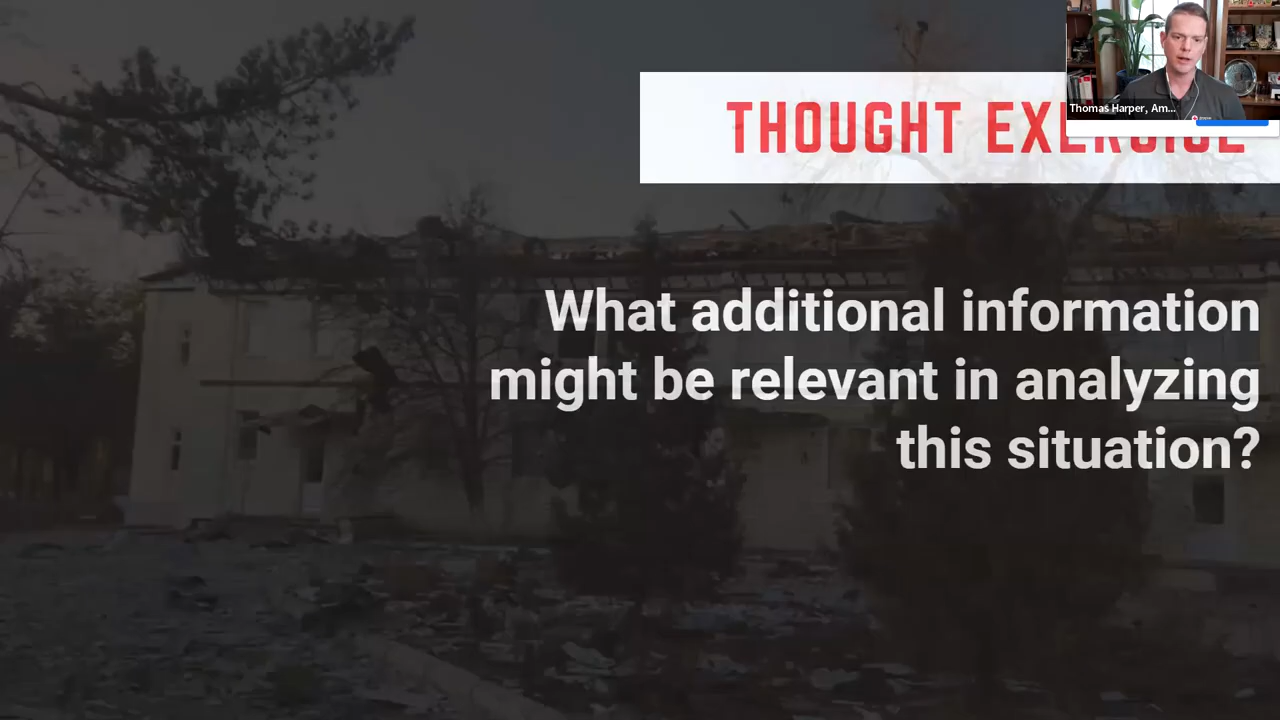 THOUGHT EXERCISE
Thomas Harper, Am...
What additional information
might be relevant in analyzing
this situation?